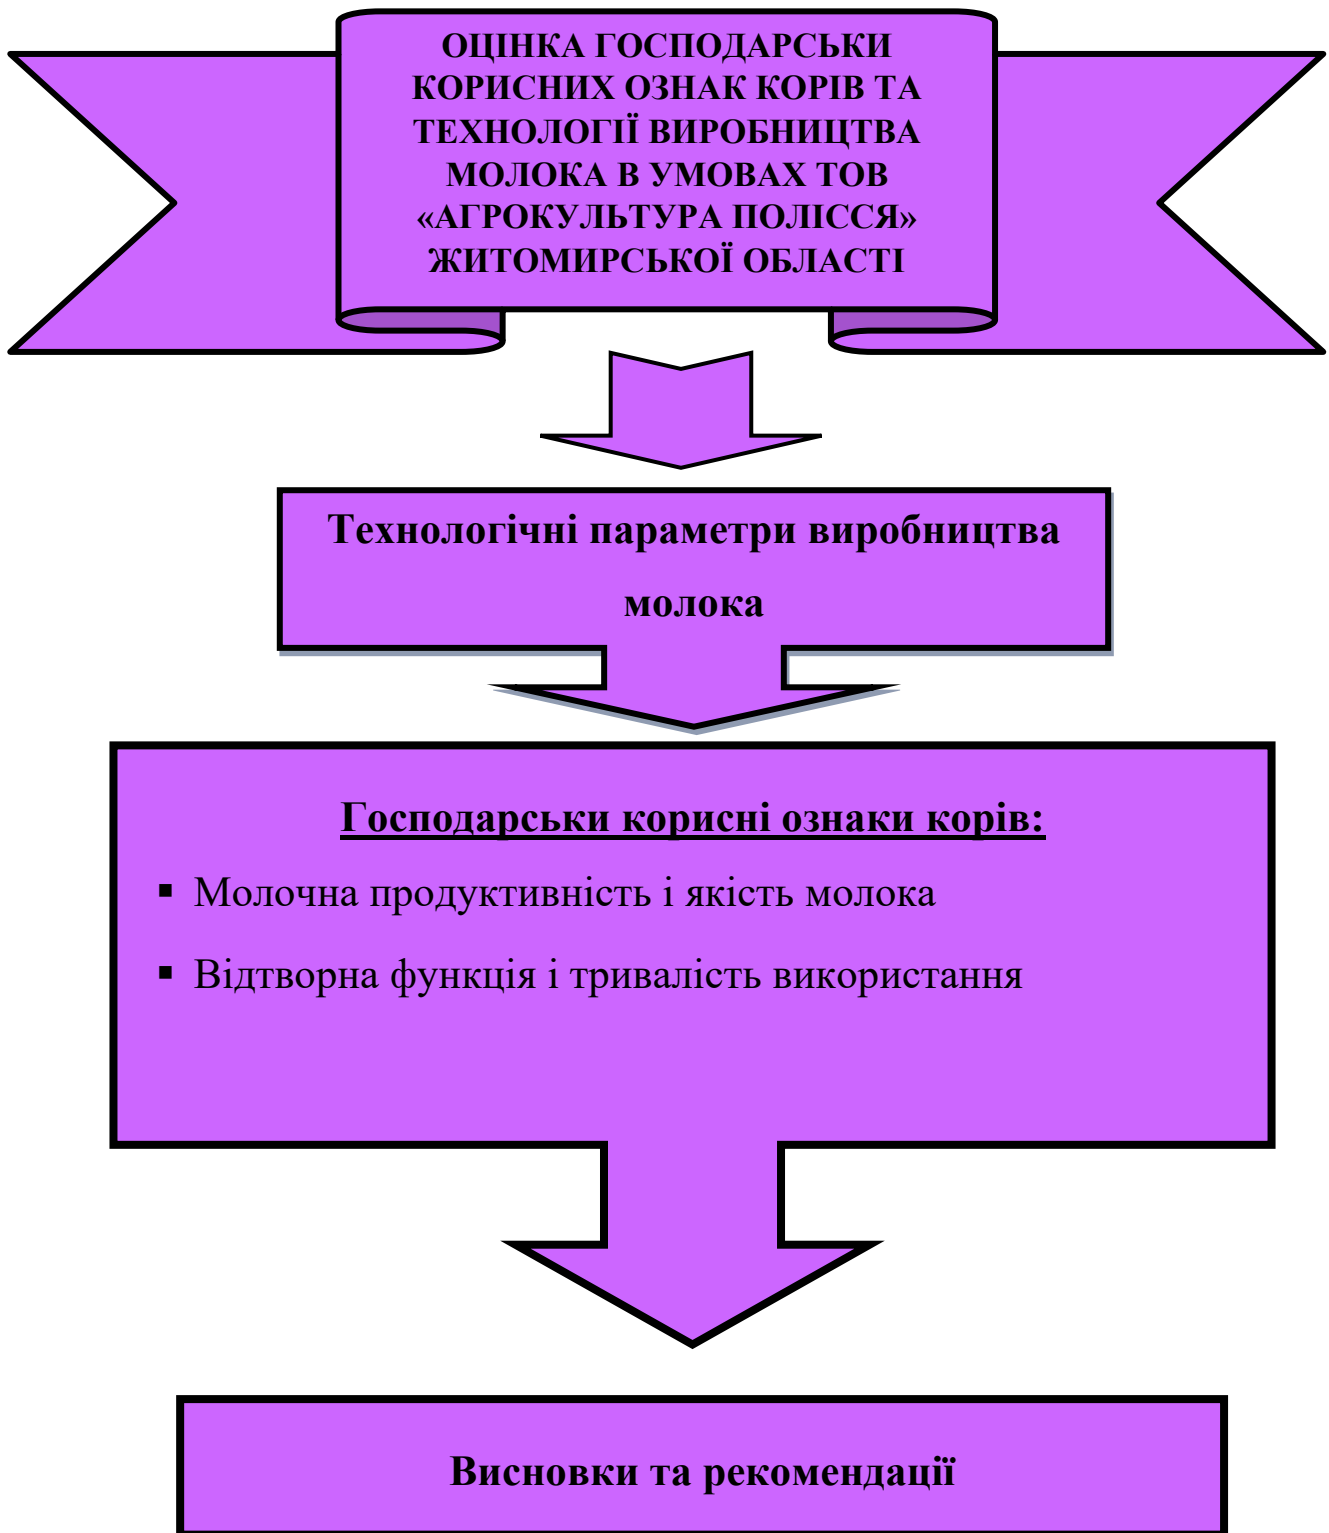 ОЦІНКА ГОСПОДАРСЬКИ
КОРИСНИХ ОЗНАК КОРІВ ТА
ТЕХНОЛОГІЇ ВИРОБНИЦТВА
МОЛОКА В УМОВАХ ТОВ
«АГРОКУЛЬТУРА ПОЛІССЯ»
ЖИТОМИРСЬКОЇ ОБЛАСТІ
Технологічні параметри виробництва
молока
Господарськи корисні ознаки корів:
▪ Молочна продуктивність і якість молока
▪ Відтворна функція і тривалість використання
Висновки та рекомендації